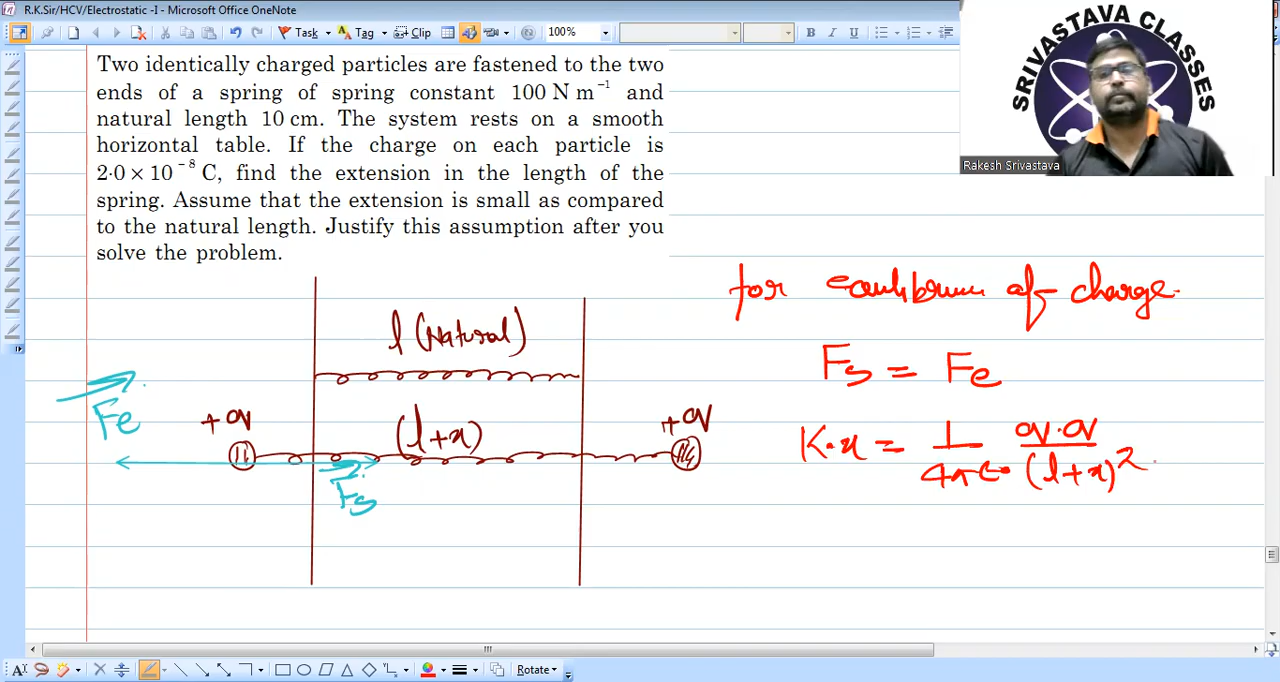 R.K.Sir/HCV/Electrostatic -I - Microsoft Office OneNote
Task Tag Clip 100% B I U
SRIVASTAVA CLASSES
Rakesh Srivastava
Two identically charged particles are fastened to the two
ends of a spring of spring constant 100 N m⁻¹ and
natural length 10 cm. The system rests on a smooth
horizontal table. If the charge on each particle is
2·0 × 10⁻⁸ C, find the extension in the length of the
spring. Assume that the extension is small as compared
to the natural length. Justify this assumption after you
solve the problem.
l (Natural)
Fe
+q (l+x) +q
Fs
for equilibrium of charge.
Fs = Fe
K·x = 1/4πε₀ q·q/(l+x)²
Rotate